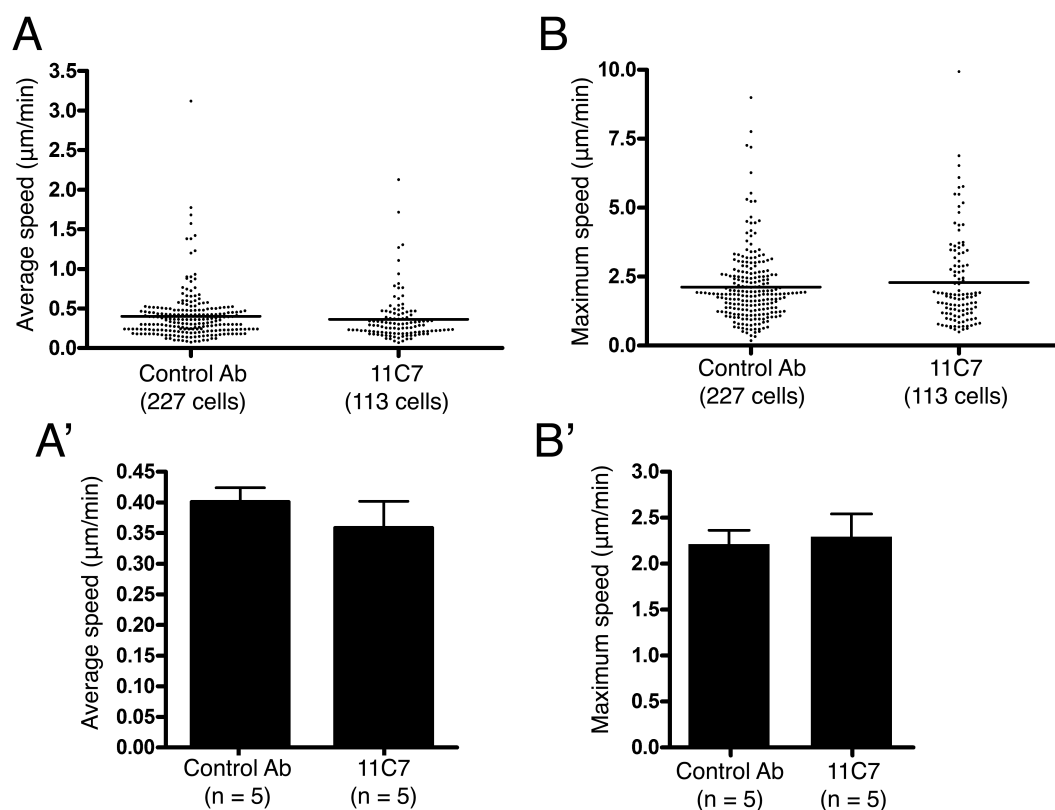 A
Average speed (µm/min)
3.5
3.0
2.5
2.0
1.5
1.0
0.5
0.0
Control Ab
(227 cells)
11C7
(113 cells)
B
Maximum speed (µm/min)
10.0
7.5
5.0
2.5
0.0
Control Ab
(227 cells)
11C7
(113 cells)
A'
Average speed (µm/min)
0.45
0.40
0.35
0.30
0.25
0.20
0.15
0.10
0.05
0.00
Control Ab
(n = 5)
11C7
(n = 5)
B'
Maximum speed (µm/min)
3.0
2.5
2.0
1.5
1.0
0.5
0.0
Control Ab
(n = 5)
11C7
(n = 5)